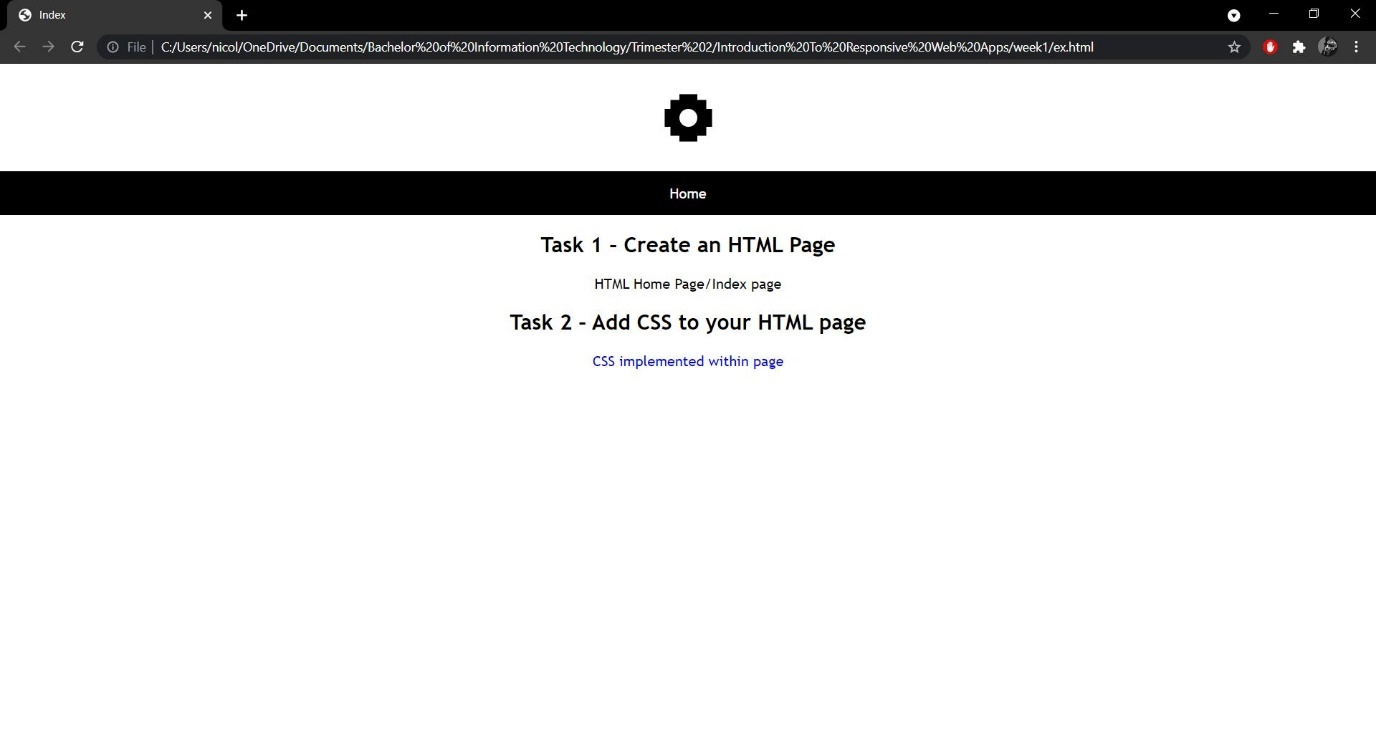 Index
File
C:/Users/nicol/OneDrive/Documents/Bachelor%20of%20Information%20Technology/Trimester%202/Introduction%20To%20Responsive%20Web%20Apps/week1/ex.html
Home
Task 1 - Create an HTML Page
HTML Home Page/Index page
Task 2 - Add CSS to your HTML page
CSS implemented within page